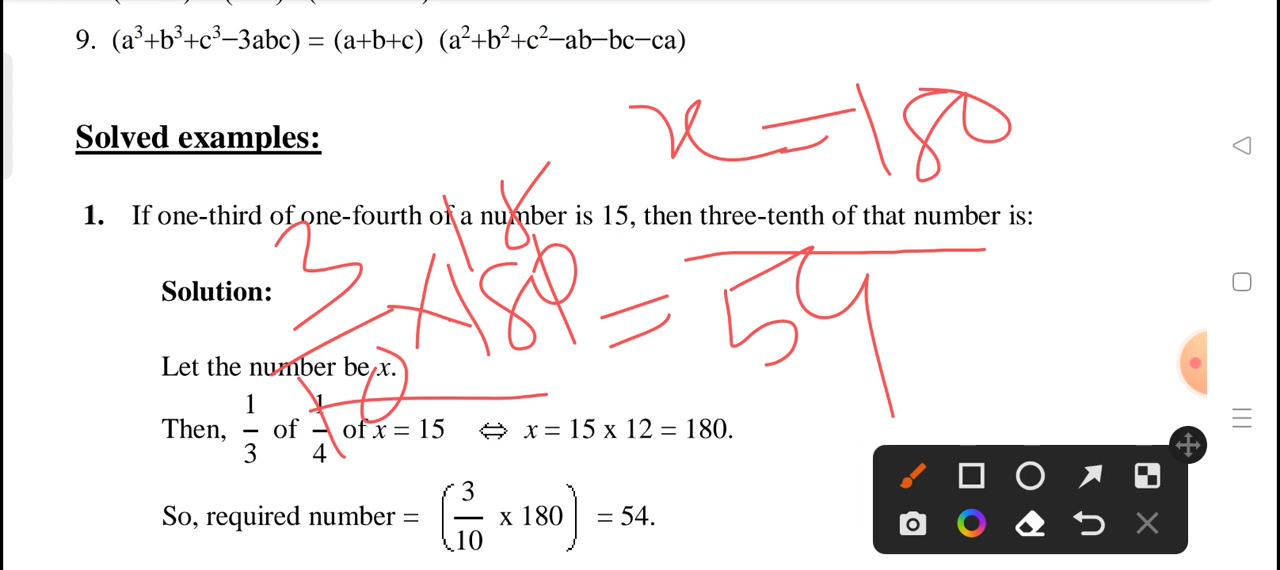 9. (a³+b³+c³−3abc) = (a+b+c) (a²+b²+c²−ab−bc−ca)
x = 180
Solved examples:
18
1. If one-third of one-fourth of a number is 15, then three-tenth of that number is:
3/10 × 180 = 54
Solution:
Let the number be x.
Then, 1/3 of 1/4 of x = 15 ⇔ x = 15 x 12 = 180.
So, required number = (3/10 x 180) = 54.